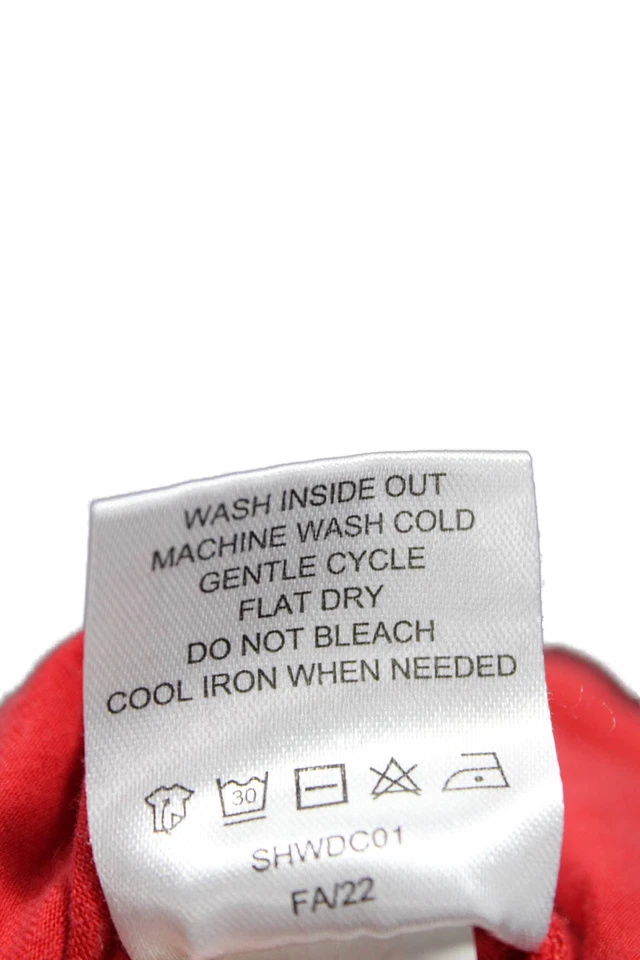 WASH INSIDE OUT
MACHINE WASH COLD
GENTLE CYCLE
FLAT DRY
DO NOT BLEACH
COOL IRON WHEN NEEDED
30
SHWDC01
FA/22